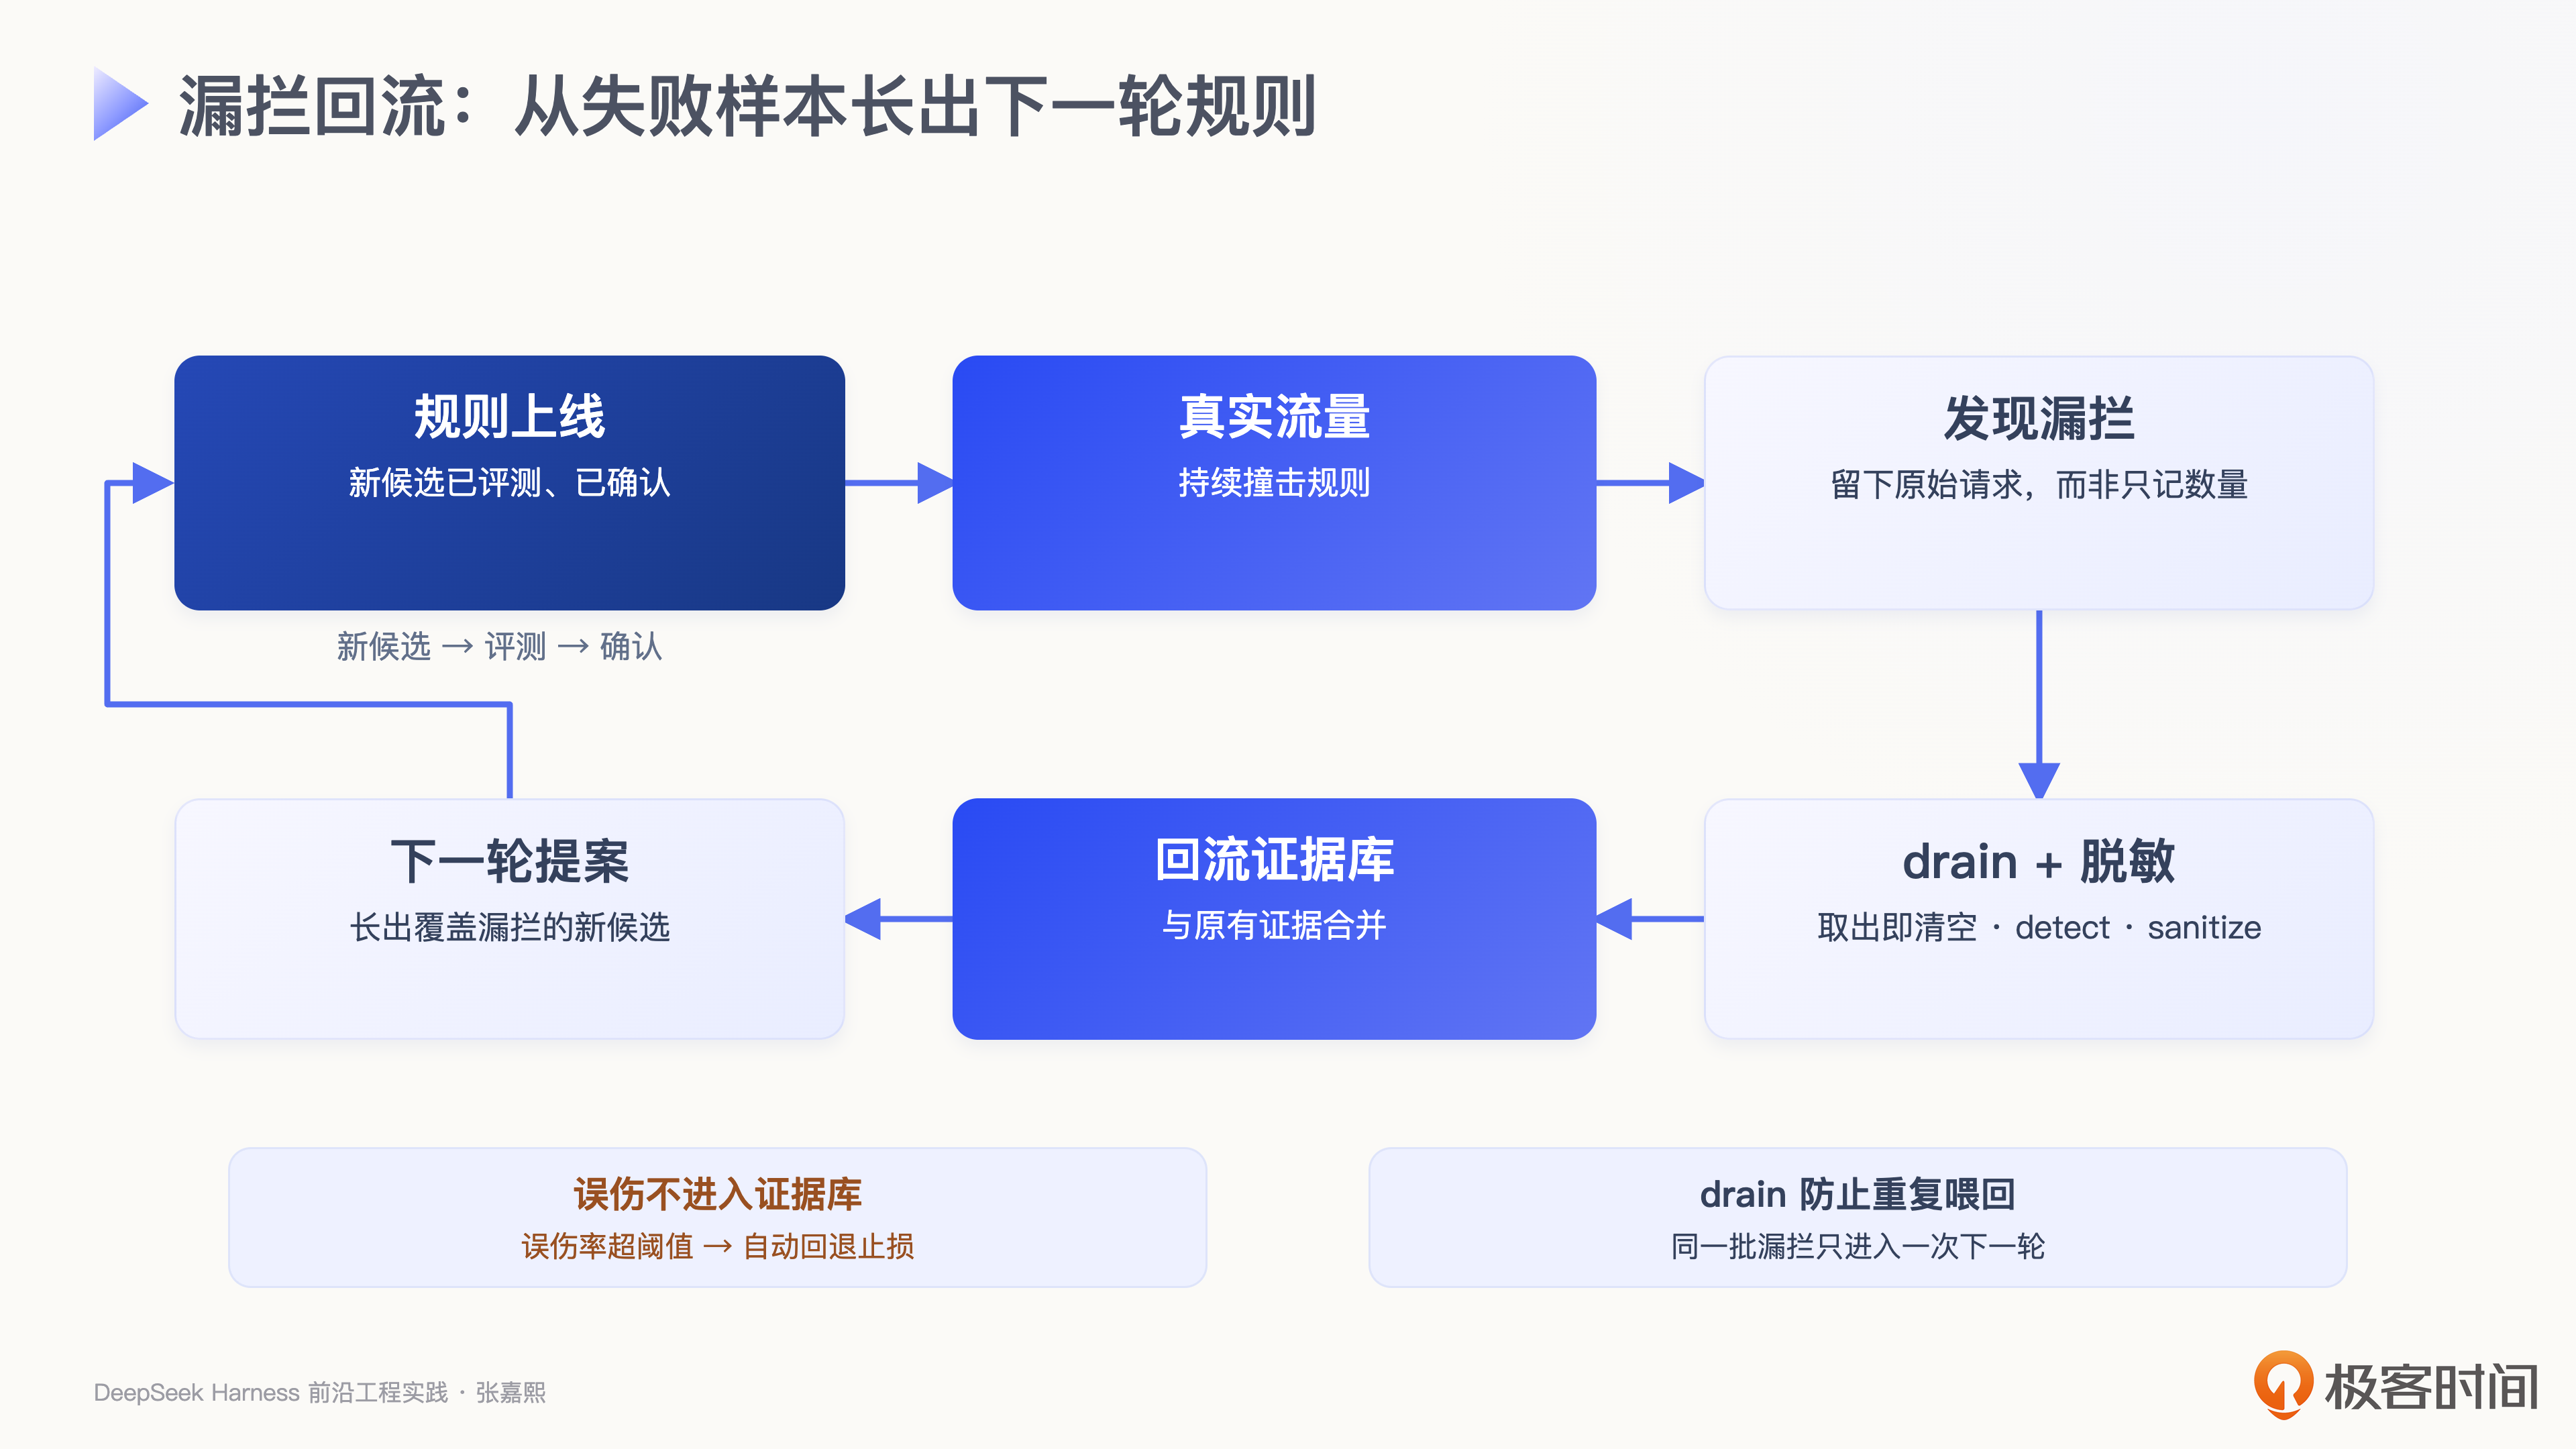 漏拦回流：从失败样本长出下一轮规则
规则上线
新候选已评测、已确认
真实流量
持续撞击规则
发现漏拦
留下原始请求，而非只记数量
新候选 → 评测 → 确认
下一轮提案
长出覆盖漏拦的新候选
回流证据库
与原有证据合并
drain + 脱敏
取出即清空 · detect · sanitize
误伤不进入证据库
误伤率超阈值 → 自动回退止损
drain 防止重复喂回
同一批漏拦只进入一次下一轮
DeepSeek Harness 前沿工程实践 · 张嘉熙
极客时间